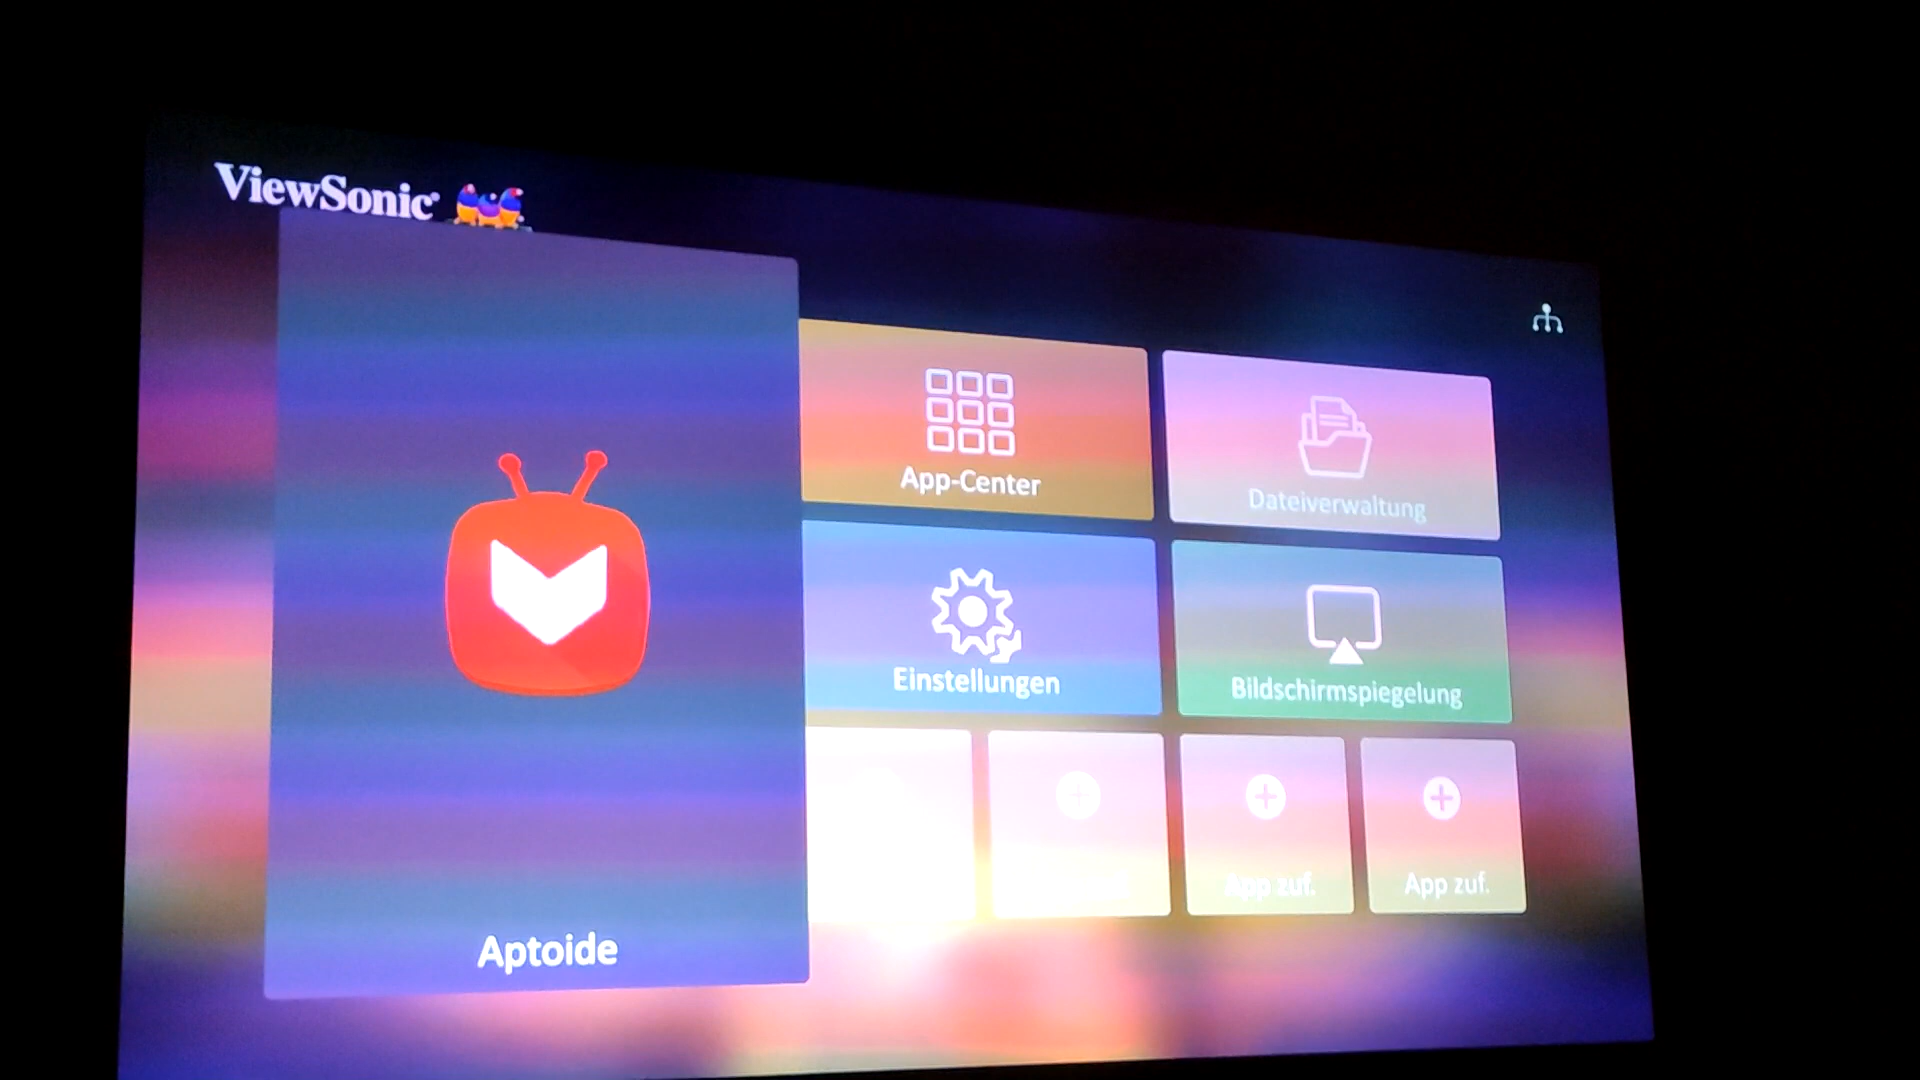 ViewSonic
App-Center
Dateiverwaltung
Einstellungen
Bildschirmspiegelung
App zuf.
App zuf.
Aptoide